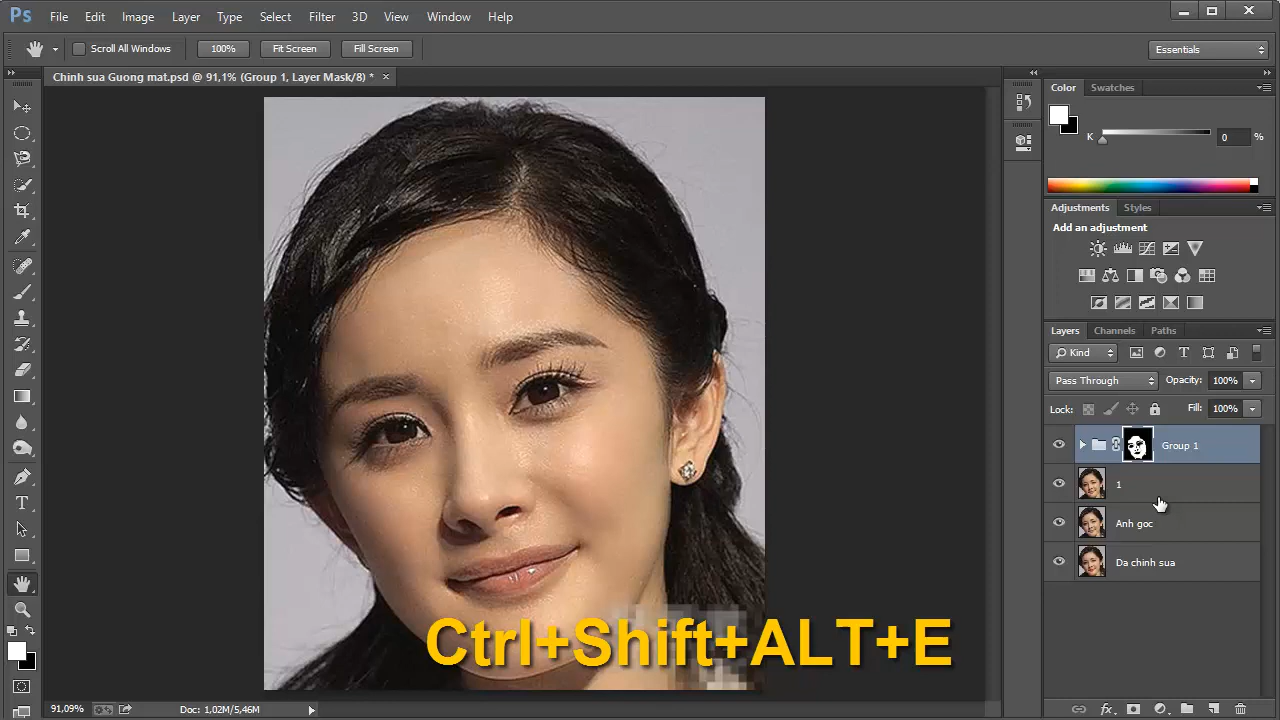 Ps File Edit Image Layer Type Select Filter 3D View Window Help
Scroll All Windows 100% Fit Screen Fill Screen Essentials
Chinh sua Guong mat.psd @ 91,1% (Group 1, Layer Mask/8) * ×
Color Swatches
K 0 %
Adjustments Styles
Add an adjustment
Layers Channels Paths
Kind
Pass Through Opacity: 100%
Lock: Fill: 100%
Group 1
1
Anh goc
Da chinh sua
Ctrl+Shift+ALT+E
91,09% Doc: 1,02M/5,46M